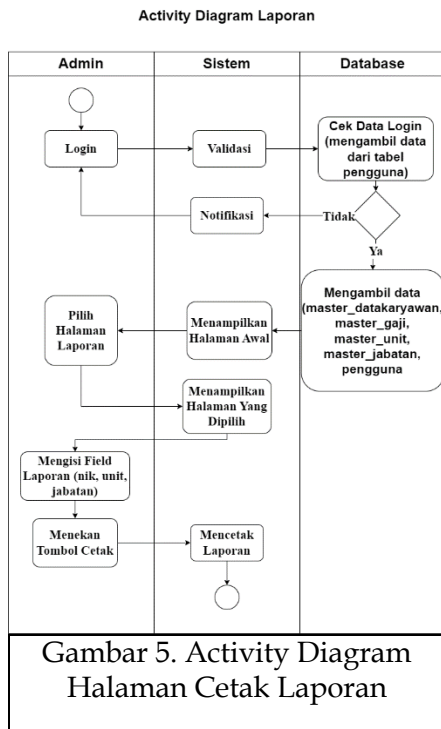 Activity Diagram Laporan
Admin
Sistem
Database
Login
Validasi
Cek Data Login
(mengambil data
dari tabel
pengguna)
Notifikasi
Tidak
Ya
Pilih
Halaman
Laporan
Menampilkan
Halaman Awal
Mengambil data
(master_datakaryawan,
master_gaji,
master_unit,
master_jabatan,
pengguna
Menampilkan
Halaman Yang
Dipilih
Mengisi Field
Laporan (nik, unit,
jabatan)
Menekan
Tombol Cetak
Mencetak
Laporan
Gambar 5. Activity Diagram
Halaman Cetak Laporan